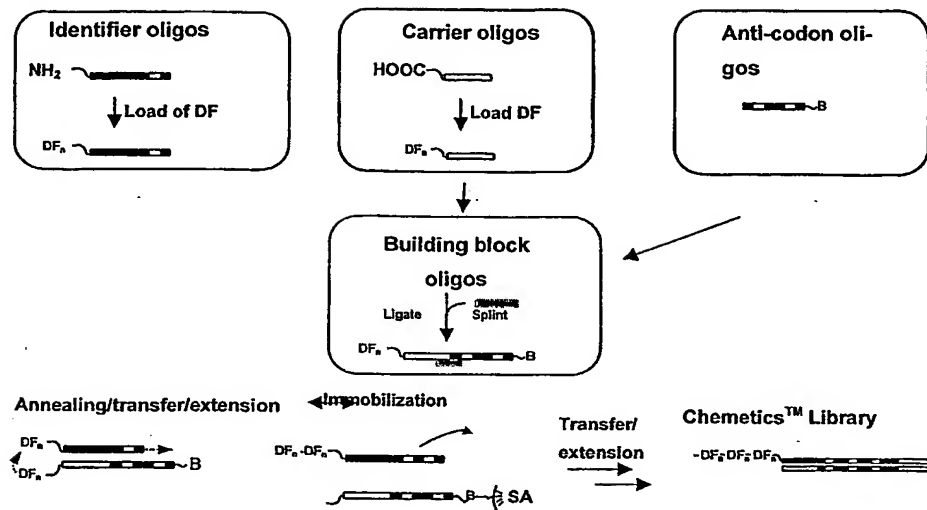 Identifier oligos
NH2
Load of DF
DFn
Carrier oligos
HOOC
Load DF
DFn
Anti-codon oli-
gos
B
Building block
oligos
Ligate
Splint
DFn
B
Annealing/transfer/extension
DFn
DFn
B
Immobilization
DFn-DFn
B
SA
Transfer/
extension
Chemetics™ Library
-DFn-DFn-DFn